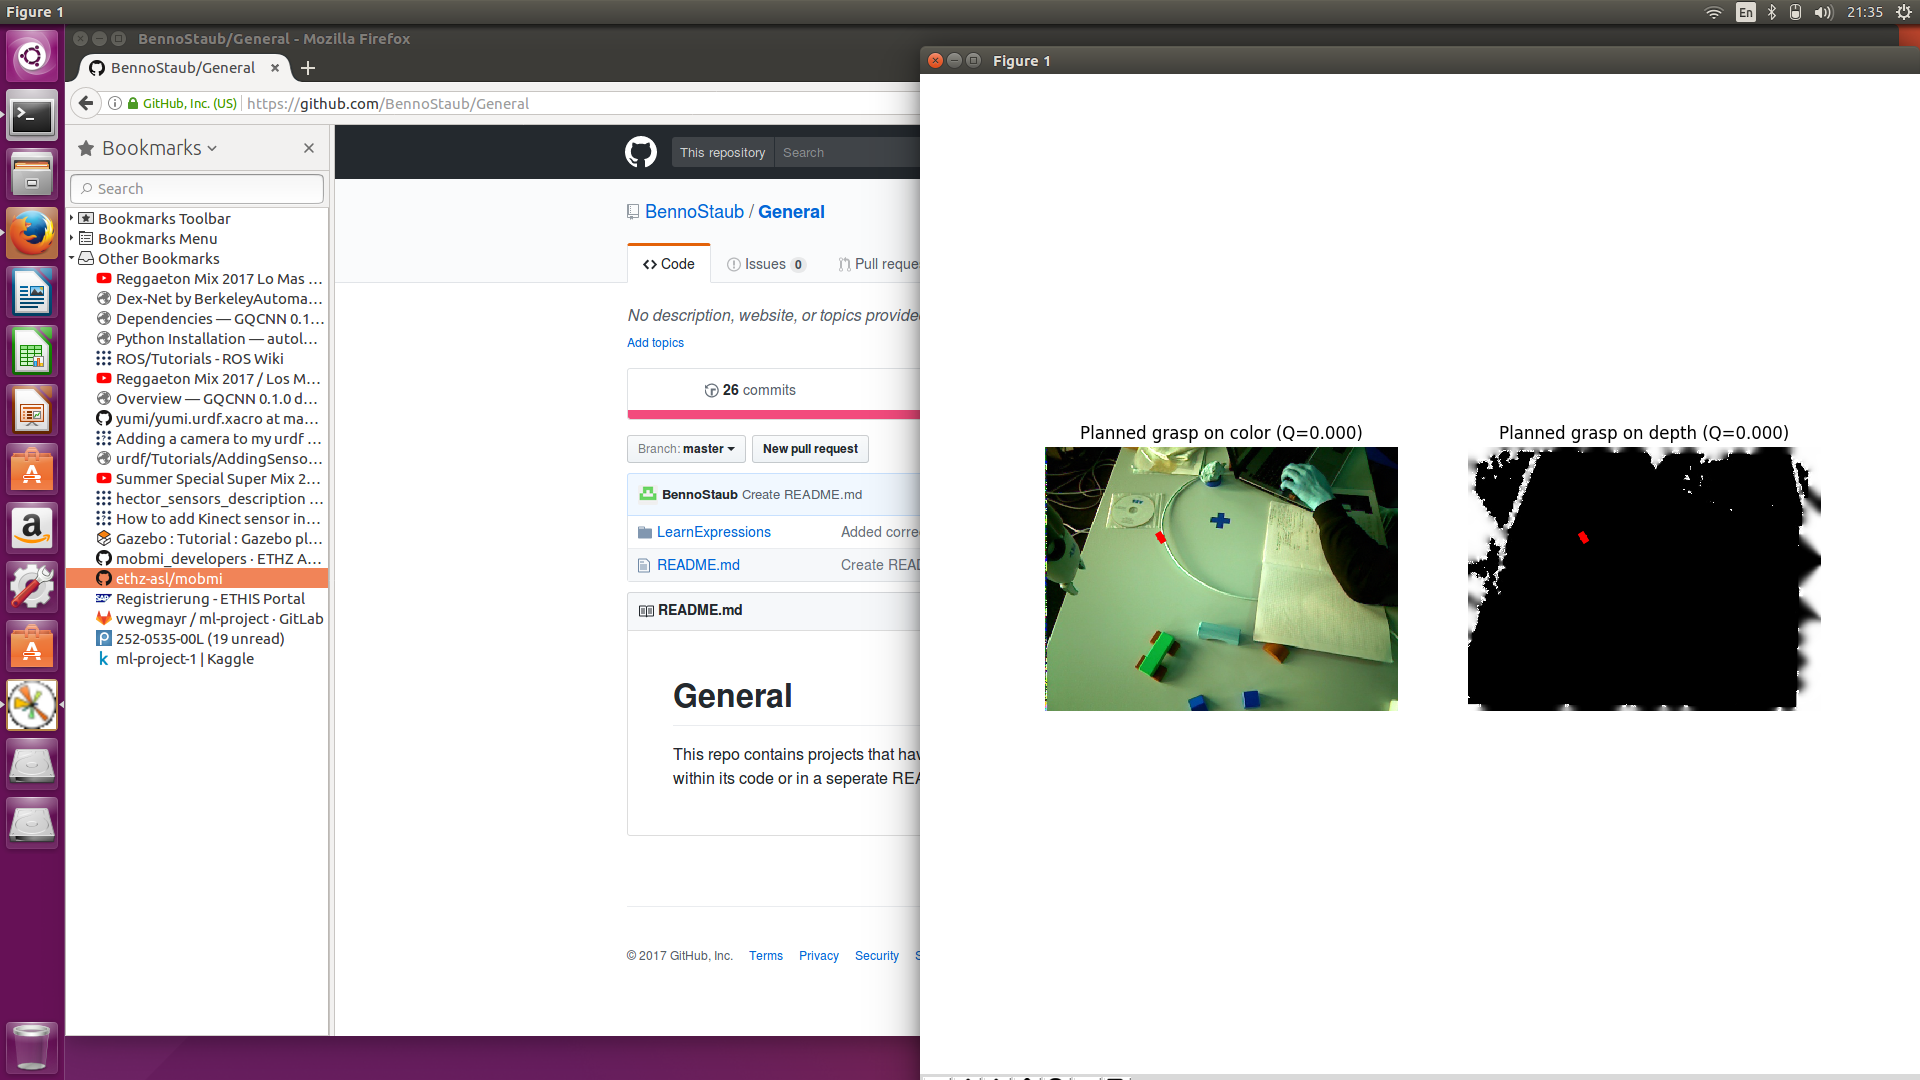 Figure 1
En
21:35
BennoStaub/General - Mozilla Firefox
BennoStaub/General
GitHub, Inc. (US)
https://github.com/BennoStaub/General
Bookmarks
Search
Bookmarks Toolbar
Bookmarks Menu
Other Bookmarks
Reggaeton Mix 2017 Lo Mas ...
Dex-Net by BerkeleyAutoma...
Dependencies — GQCNN 0.1...
Python Installation — autol...
ROS/Tutorials - ROS Wiki
Reggaeton Mix 2017 / Los M...
Overview — GQCNN 0.1.0 d...
yumi/yumi.urdf.xacro at ma...
Adding a camera to my urdf ...
urdf/Tutorials/AddingSenso...
Summer Special Super Mix 2...
hector_sensors_description ...
How to add Kinect sensor in...
Gazebo : Tutorial : Gazebo pl...
mobmi_developers · ETHZ A...
ethz-asl/mobmi
Registrierung - ETHIS Portal
vwegmayr / ml-project · GitLab
252-0535-00L (19 unread)
ml-project-1 | Kaggle
This repository
Search
BennoStaub / General
Code
Issues 0
Pull reque
No description, website, or topics provide
Add topics
26 commits
Branch: master
New pull request
BennoStaub Create README.md
LearnExpressions
Added corre
README.md
Create READ
README.md
General
This repo contains projects that hav
within its code or in a seperate REA
© 2017 GitHub, Inc.
Terms
Privacy
Security
S
Figure 1
Planned grasp on color (Q=0.000)
Planned grasp on depth (Q=0.000)